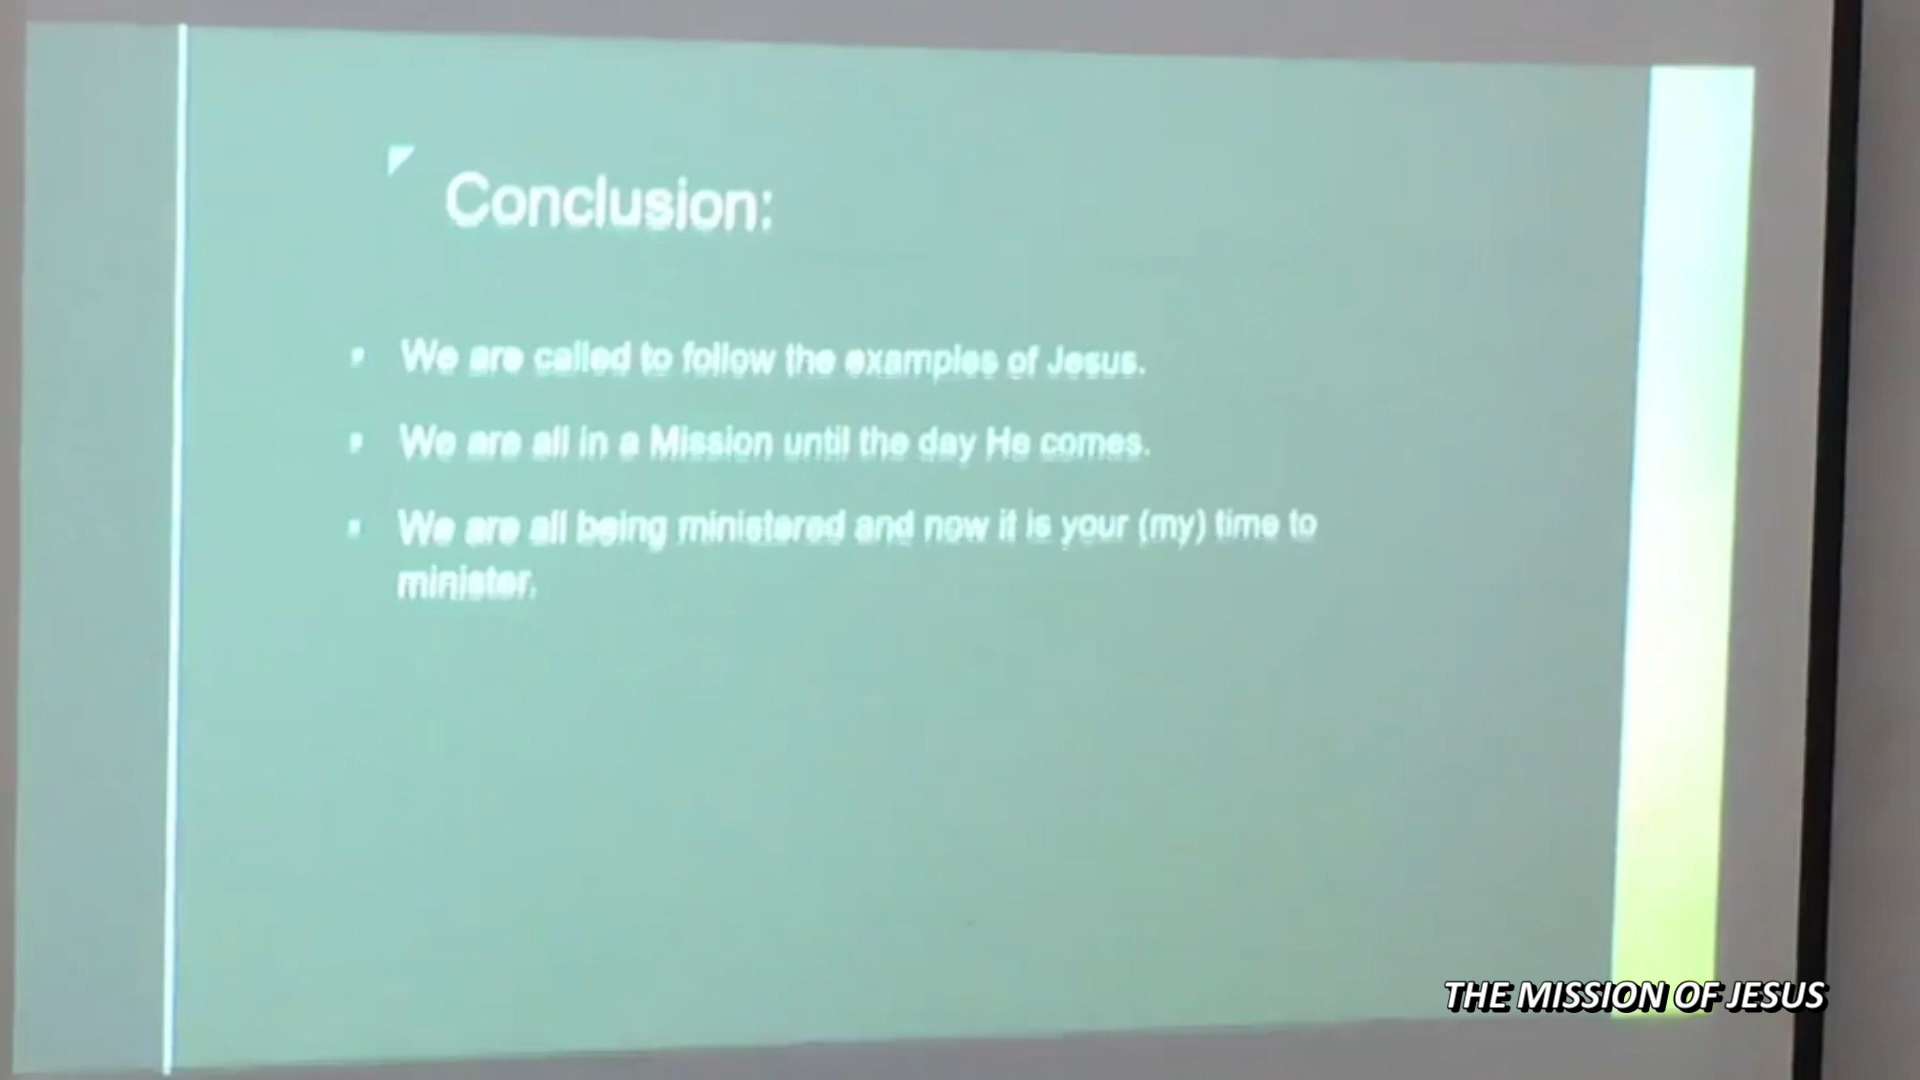 Conclusion:
We are called to follow the examples of Jesus.
We are all in a Mission until the day He comes.
We are all being ministered and now it is your (my) time to
minister.
THE MISSION OF JESUS